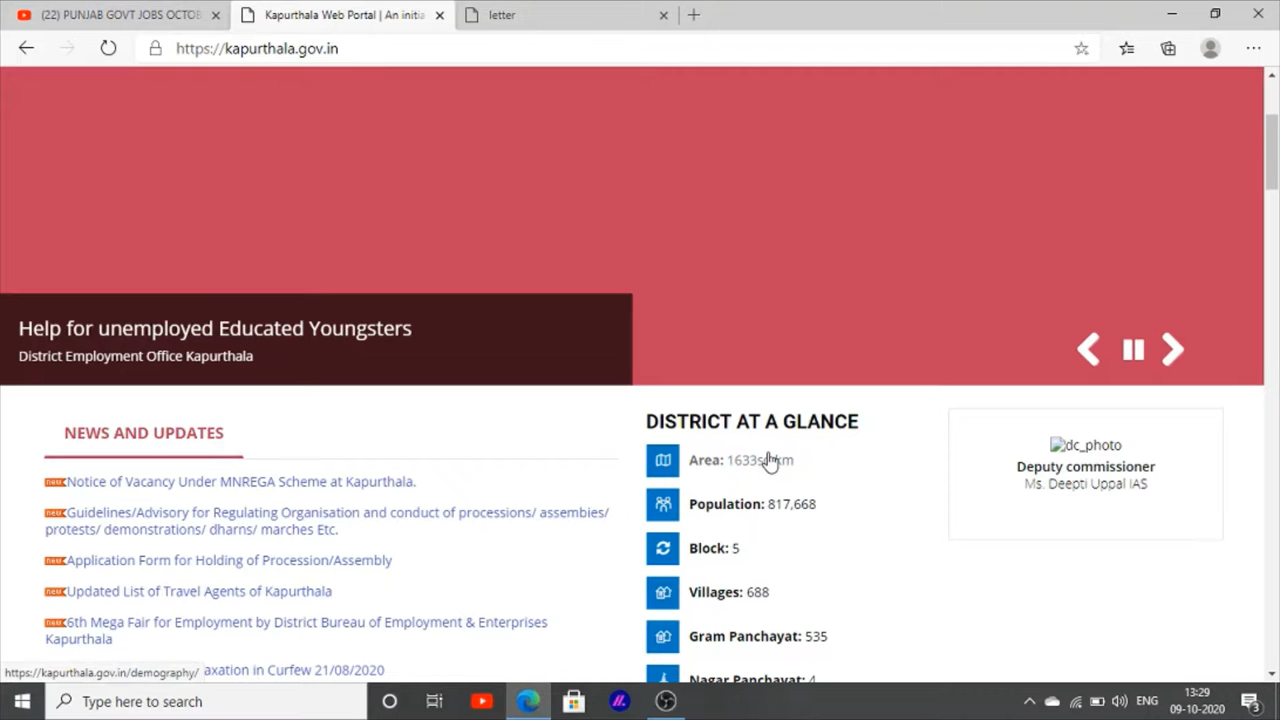 (22) PUNJAB GOVT JOBS OCTOB
Kapurthala Web Portal | An initia
letter
https://kapurthala.gov.in
Help for unemployed Educated Youngsters
District Employment Office Kapurthala
NEWS AND UPDATES
Notice of Vacancy Under MNREGA Scheme at Kapurthala.
Guidelines/Advisory for Regulating Organisation and conduct of processions/ assembies/
protests/ demonstrations/ dharns/ marches Etc.
Application Form for Holding of Procession/Assembly
Updated List of Travel Agents of Kapurthala
6th Mega Fair for Employment by District Bureau of Employment & Enterprises
Kapurthala
axation in Curfew 21/08/2020
https://kapurthala.gov.in/demography/
DISTRICT AT A GLANCE
Area: 1633s km
Population: 817,668
Block: 5
Villages: 688
Gram Panchayat: 535
Nagar Panchayat: 4
dc_photo
Deputy commissioner
Ms. Deepti Uppal IAS
Type here to search
ENG
13:29
09-10-2020
3